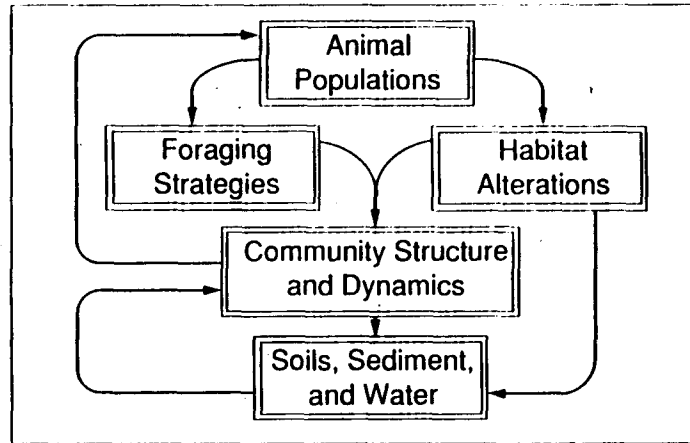 Animal
Populations
Foraging
Strategies
Habitat
Alterations
Community Structure
and Dynamics
Soils, Sediment,
and Water